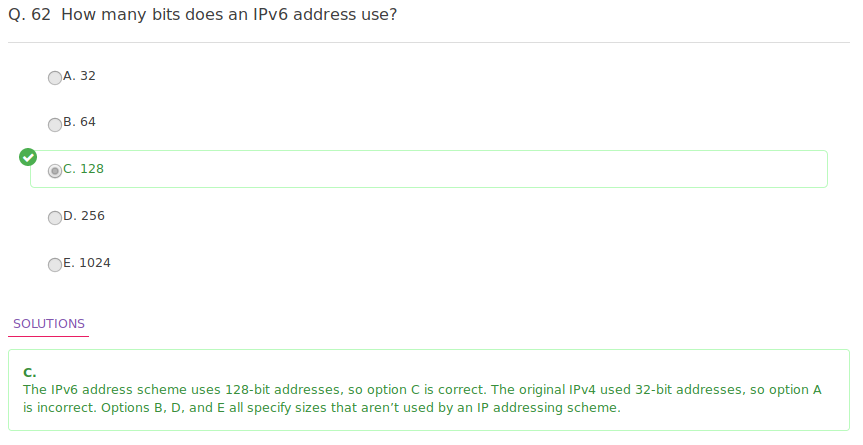 Q. 62  How many bits does an IPv6 address use?
A. 32
B. 64
C. 128
D. 256
E. 1024
SOLUTIONS
C.
The IPv6 address scheme uses 128-bit addresses, so option C is correct. The original IPv4 used 32-bit addresses, so option A
is incorrect. Options B, D, and E all specify sizes that aren’t used by an IP addressing scheme.